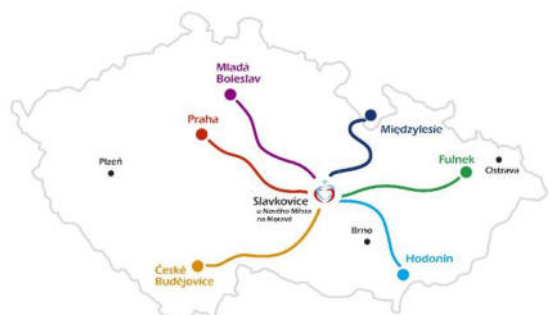 Mladá
Boleslav
Praha
Międzylesie
Plzeň
Fulnek
Ostrava
Slavkovice
u Nového Města
na Moravě
Brno
České
Budějovice
Hodonín